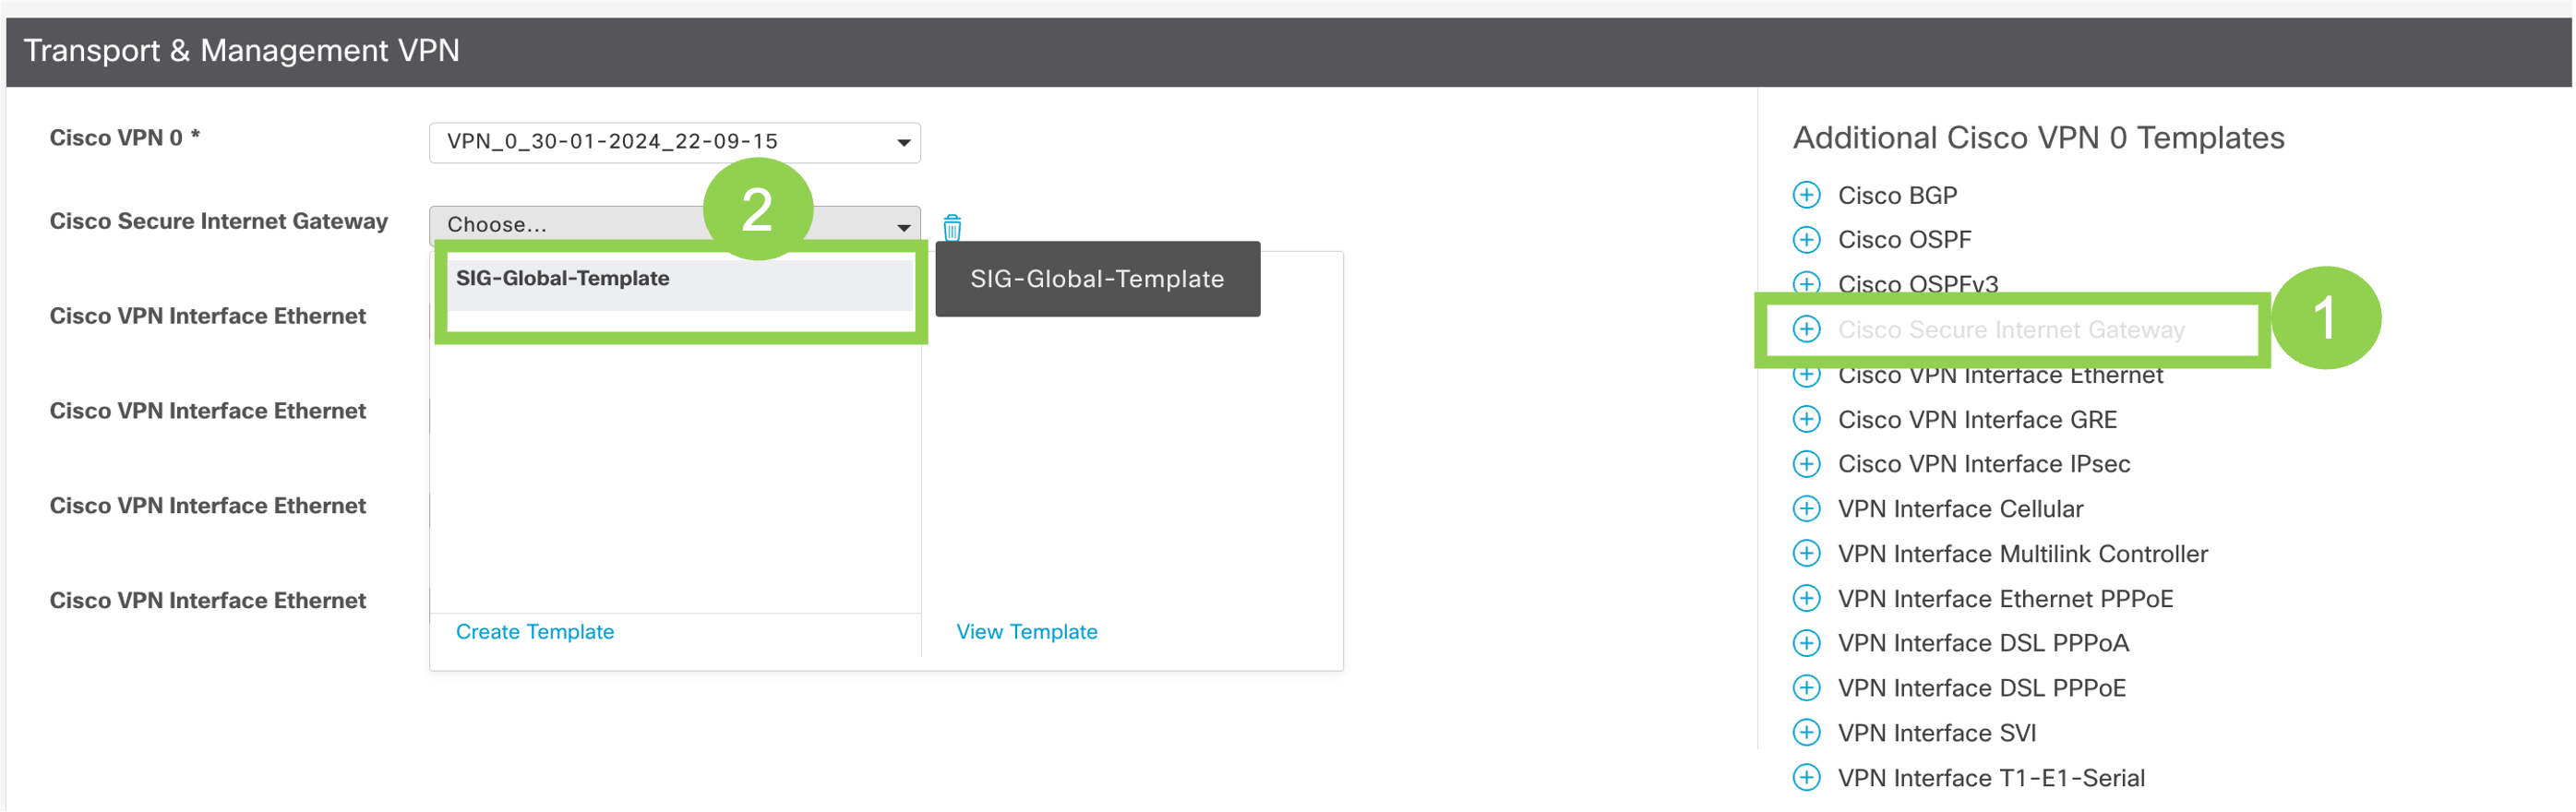 Transport & Management VPN
Cisco VPN 0 *
VPN_0_30-01-2024_22-09-15
Cisco Secure Internet Gateway
Choose...
2
SIG-Global-Template
SIG-Global-Template
Cisco VPN Interface Ethernet
Cisco VPN Interface Ethernet
Cisco VPN Interface Ethernet
Cisco VPN Interface Ethernet
Create Template
View Template
Additional Cisco VPN 0 Templates
Cisco BGP
Cisco OSPF
Cisco OSPFv3
Cisco Secure Internet Gateway
1
Cisco VPN Interface Ethernet
Cisco VPN Interface GRE
Cisco VPN Interface IPsec
VPN Interface Cellular
VPN Interface Multilink Controller
VPN Interface Ethernet PPPoE
VPN Interface DSL PPPoA
VPN Interface DSL PPPoE
VPN Interface SVI
VPN Interface T1-E1-Serial